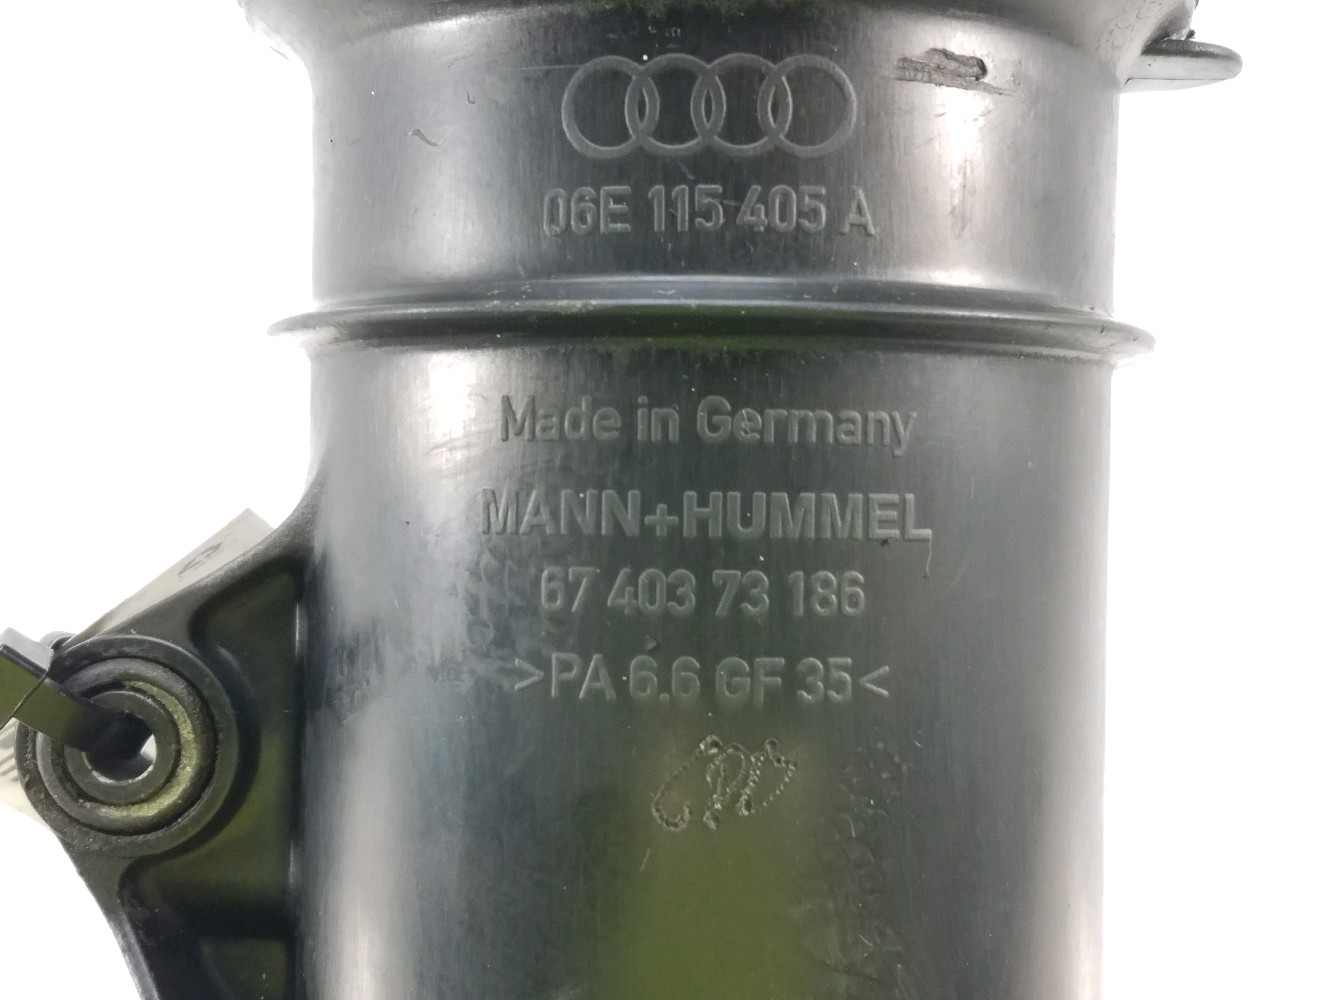 06E 115 405 A
Made in Germany
MANN+HUMMEL
67 403 73 186
>PA 6.6 GF 35<